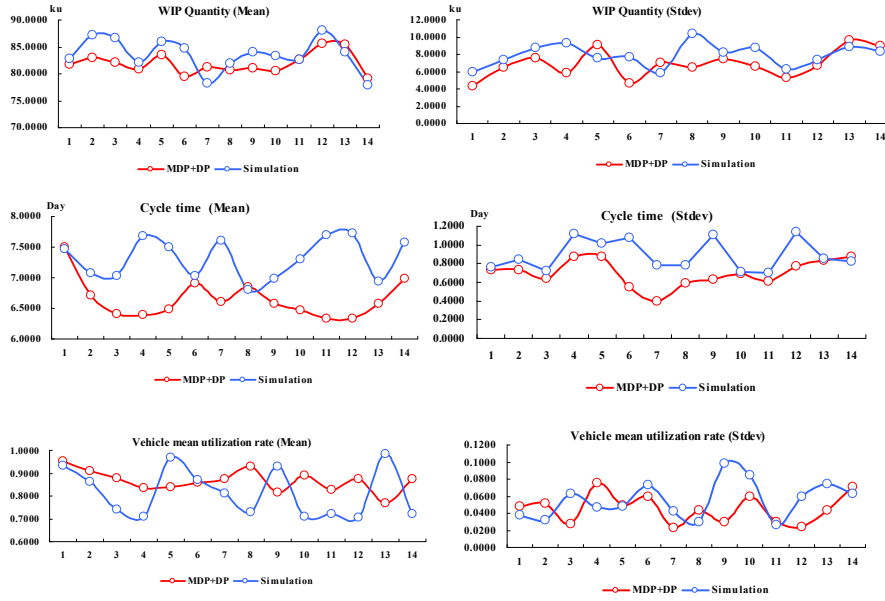 ku
WIP Quantity (Mean)
90.0000
85.0000
80.0000
75.0000
70.0000
1 2 3 4 5 6 7 8 9 10 11 12 13 14
MDP+DP Simulation
ku
WIP Quantity (Stdev)
12.0000
10.0000
8.0000
6.0000
4.0000
2.0000
0.0000
1 2 3 4 5 6 7 8 9 10 11 12 13 14
MDP+DP Simulation
Day
Cycle time (Mean)
8.0000
7.5000
7.0000
6.5000
6.0000
1 2 3 4 5 6 7 8 9 10 11 12 13 14
MDP+DP Simulation
Day
Cycle time (Stdev)
1.2000
1.0000
0.8000
0.6000
0.4000
0.2000
0.0000
1 2 3 4 5 6 7 8 9 10 11 12 13 14
MDP+DP Simulation
Vehicle mean utilization rate (Mean)
1.0000
0.9000
0.8000
0.7000
0.6000
1 2 3 4 5 6 7 8 9 10 11 12 13 14
MDP+DP Simulation
Vehicle mean utilization rate (Stdev)
0.1200
0.1000
0.0800
0.0600
0.0400
0.0200
0.0000
1 2 3 4 5 6 7 8 9 10 11 12 13 14
MDP+DP Simulation